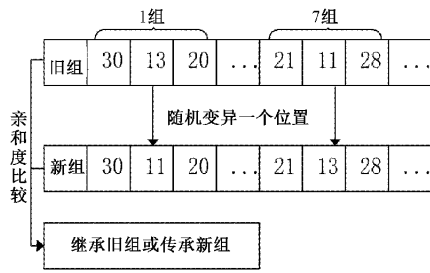 1组 7组
旧组 30 13 20 ... 21 11 28 ...
随机变异一个位置
亲和度比较
新组 30 11 20 ... 21 13 28 ...
继承旧组或传承新组